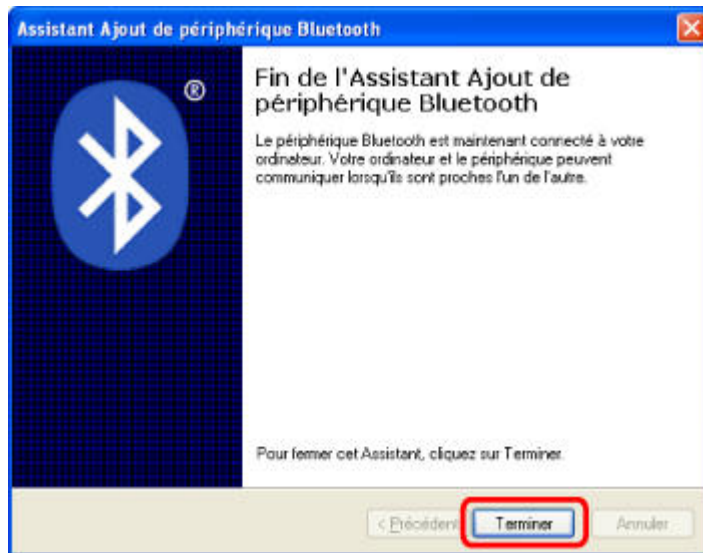 Assistant Ajout de périphérique Bluetooth
®
Fin de l'Assistant Ajout de
périphérique Bluetooth
Le périphérique Bluetooth est maintenant connecté à votre
ordinateur. Votre ordinateur et le périphérique peuvent
communiquer lorsqu'ils sont proches l'un de l'autre.
Pour fermer cet Assistant, cliquez sur Terminer.
< Précédent
Terminer
Annuler